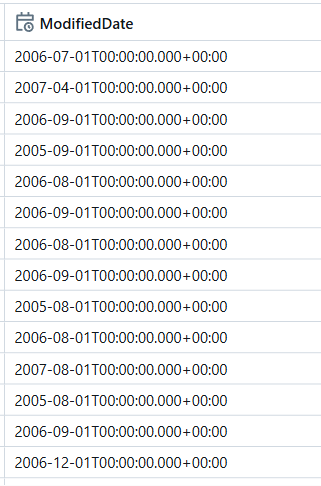 ModifiedDate
2006-07-01T00:00:00.000+00:00
2007-04-01T00:00:00.000+00:00
2006-09-01T00:00:00.000+00:00
2005-09-01T00:00:00.000+00:00
2006-08-01T00:00:00.000+00:00
2006-09-01T00:00:00.000+00:00
2006-08-01T00:00:00.000+00:00
2006-09-01T00:00:00.000+00:00
2005-08-01T00:00:00.000+00:00
2006-08-01T00:00:00.000+00:00
2007-08-01T00:00:00.000+00:00
2005-08-01T00:00:00.000+00:00
2006-09-01T00:00:00.000+00:00
2006-12-01T00:00:00.000+00:00